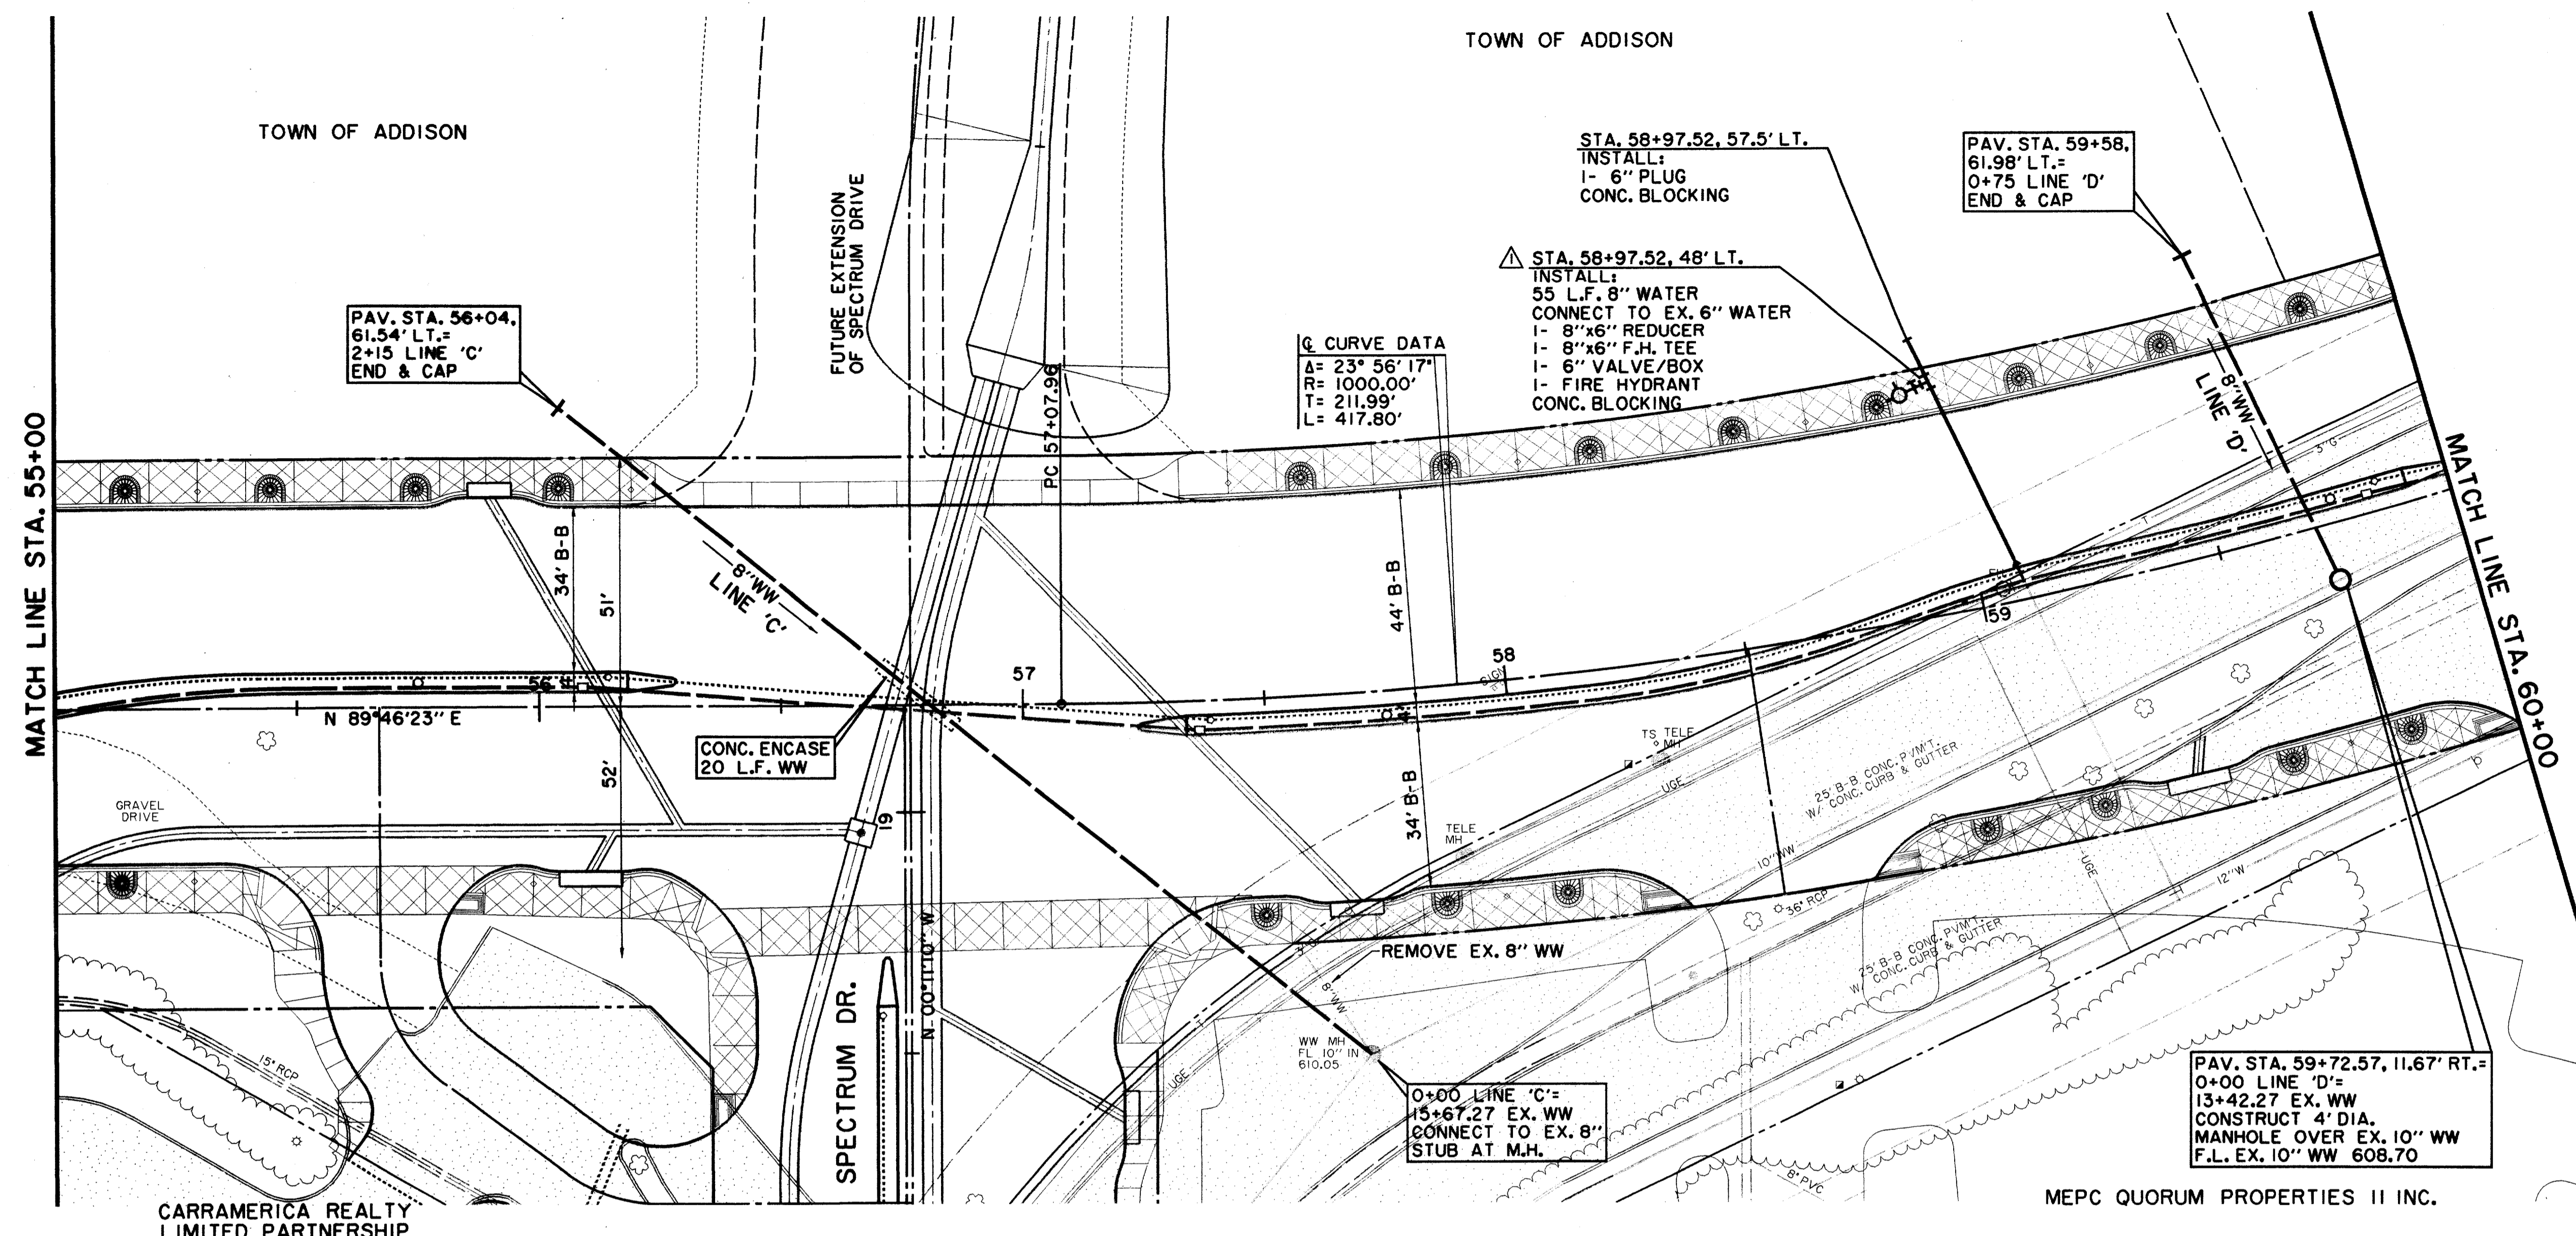 TOWN OF ADDISON
TOWN OF ADDISON
STA. 58+97.52, 57.5' LT.
INSTALL:
1- 6" PLUG
CONC. BLOCKING
PAV. STA. 59+58,
61.98' LT.=
0+75 LINE 'D'
END & CAP
FUTURE EXTENSION
OF SPECTRUM DRIVE
1
STA. 58+97.52, 48' LT.
INSTALL:
55 L.F. 8" WATER
CONNECT TO EX. 6" WATER
1- 8"x6" REDUCER
1- 8"x6" F.H. TEE
1- 6" VALVE/BOX
1- FIRE HYDRANT
CONC. BLOCKING
PAV. STA. 56+04,
61.54' LT.=
2+15 LINE 'C'
END & CAP
℄ CURVE DATA
Δ= 23° 56' 17"
R= 1000.00'
T= 211.99'
L= 417.80'
PC 57+07.96
8" WW
LINE 'D'
3" G
MATCH LINE STA. 55+00
MATCH LINE STA. 60+00
34' B-B
51'
8" WW
LINE 'C'
44' B-B
59
58
57
56
SIGN
4'
4'
N 89°46'23" E
52'
CONC. ENCASE
20 L.F. WW
TS TELE
MH
UGE
25' B-B CONC. PVM'T.
W/ CONC. CURB & GUTTER
GRAVEL
DRIVE
19
34' B-B
TELE
MH
10" WW
UGE
12" W
36" RCP
N 00°11'10" W
REMOVE EX. 8" WW
25' B-B CONC. PVM'T.
W/ CONC. CURB & GUTTER
8" WW
SPECTRUM DR.
WW MH
FL 10" IN
610.05
15" RCP
UGE
0+00 LINE 'C'=
15+67.27 EX. WW
CONNECT TO EX. 8"
STUB AT M.H.
PAV. STA. 59+72.57, 11.67' RT.=
0+00 LINE 'D'=
13+42.27 EX. WW
CONSTRUCT 4' DIA.
MANHOLE OVER EX. 10" WW
F.L. EX. 10" WW 608.70
8" PVC
MEPC QUORUM PROPERTIES II INC.
CARRAMERICA REALTY
LIMITED PARTNERSHIP